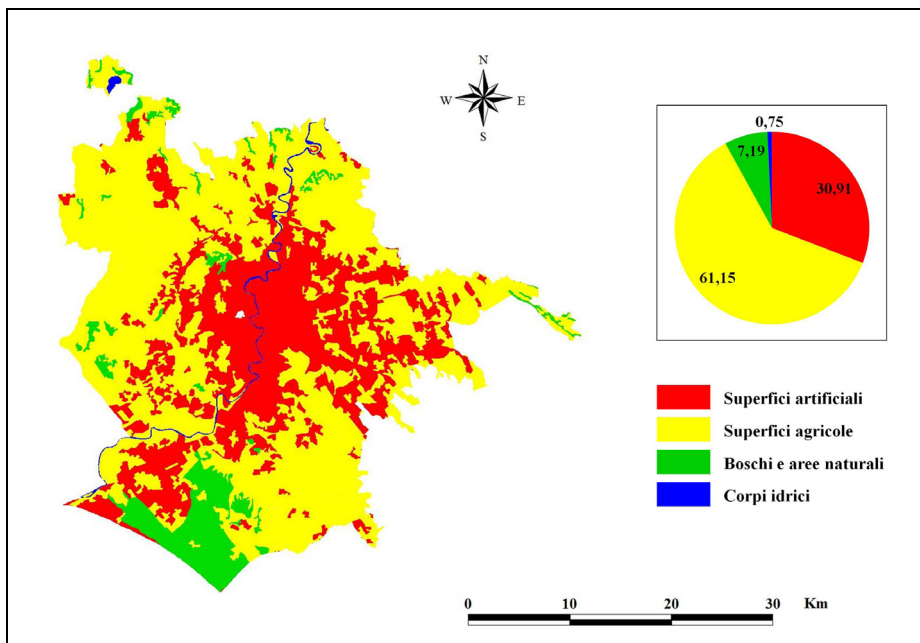 N
W E
S
0,75
7,19
30,91
61,15
Superfici artificiali
Superfici agricole
Boschi e aree naturali
Corpi idrici
0 10 20 30 Km